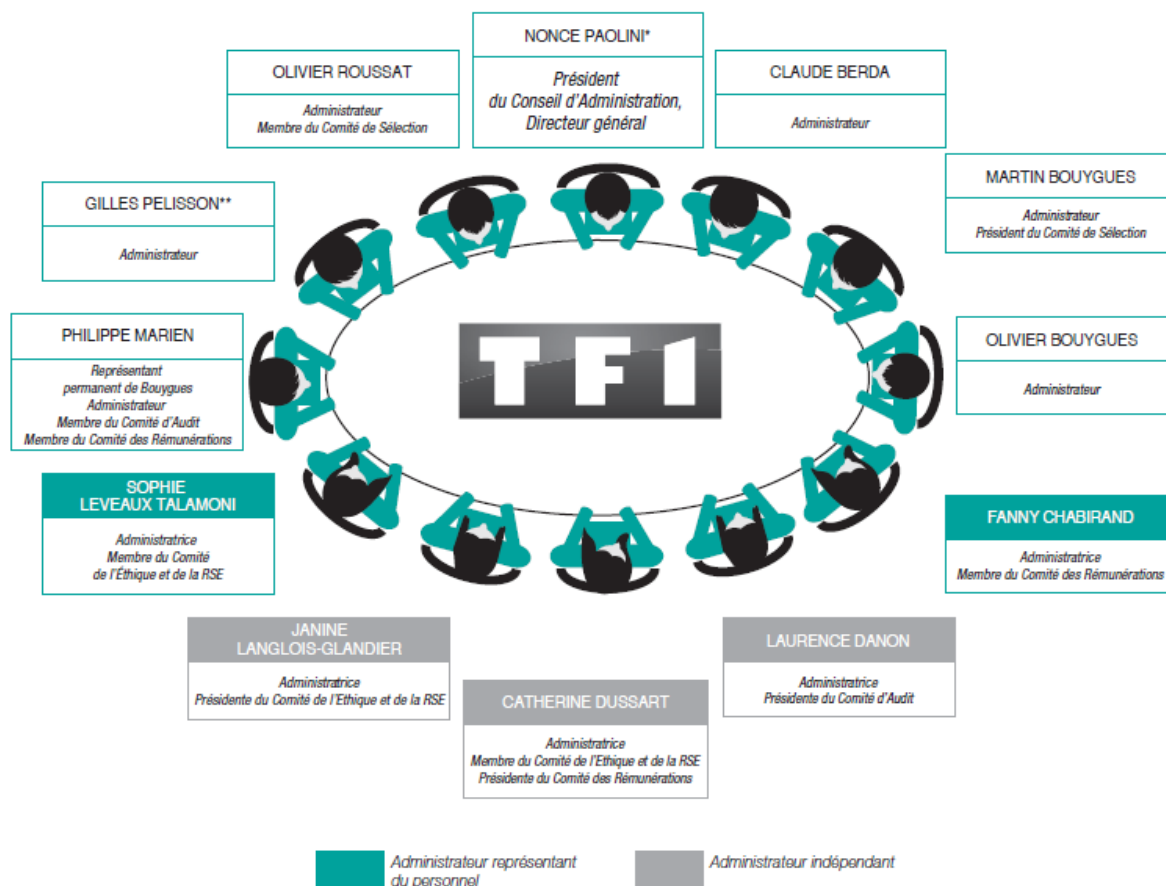 NONCE PAOLINI*
Président
du Conseil d'Administration,
Directeur général
OLIVIER ROUSSAT
Administrateur
Membre du Comité de Sélection
CLAUDE BERDA
Administrateur
MARTIN BOUYGUES
Administrateur
Président du Comité de Sélection
GILLES PELISSON**
Administrateur
PHILIPPE MARIEN
Représentant
permanent de Bouygues
Administrateur
Membre du Comité d'Audit
Membre du Comité des Rémunérations
TF1
OLIVIER BOUYGUES
Administrateur
SOPHIE
LEVEAUX TALAMONI
Administratrice
Membre du Comité
de l'Éthique et de la RSE
FANNY CHABIRAND
Administratrice
Membre du Comité des Rémunérations
JANINE
LANGLOIS-GLANDIER
Administratrice
Présidente du Comité de l'Ethique et de la RSE
CATHERINE DUSSART
Administratrice
Membre du Comité de l'Ethique et de la RSE
Présidente du Comité des Rémunérations
LAURENCE DANON
Administratrice
Présidente du Comité d'Audit
Administrateur représentant
du personnel
Administrateur indépendant